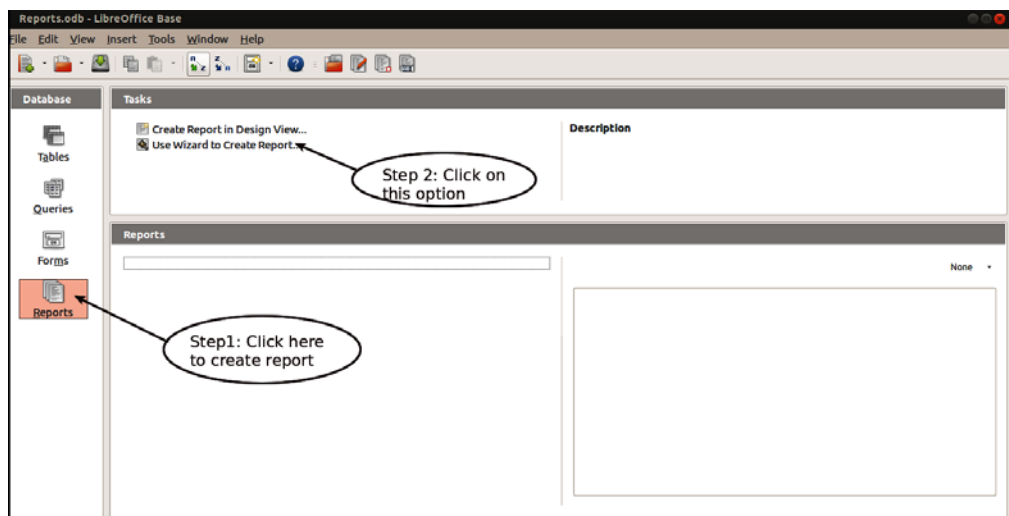 Reports.odb - LibreOffice Base
File Edit View Insert Tools Window Help
Database
Tasks
Tables
Queries
Forms
Reports
Create Report in Design View...
Use Wizard to Create Report...
Description
Step 2: Click on
this option
Reports
None
Step1: Click here
to create report